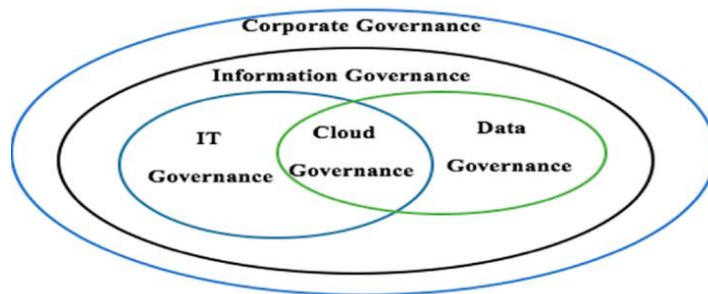 Corporate Governance
Information Governance
IT
Governance
Cloud
Governance
Data
Governance